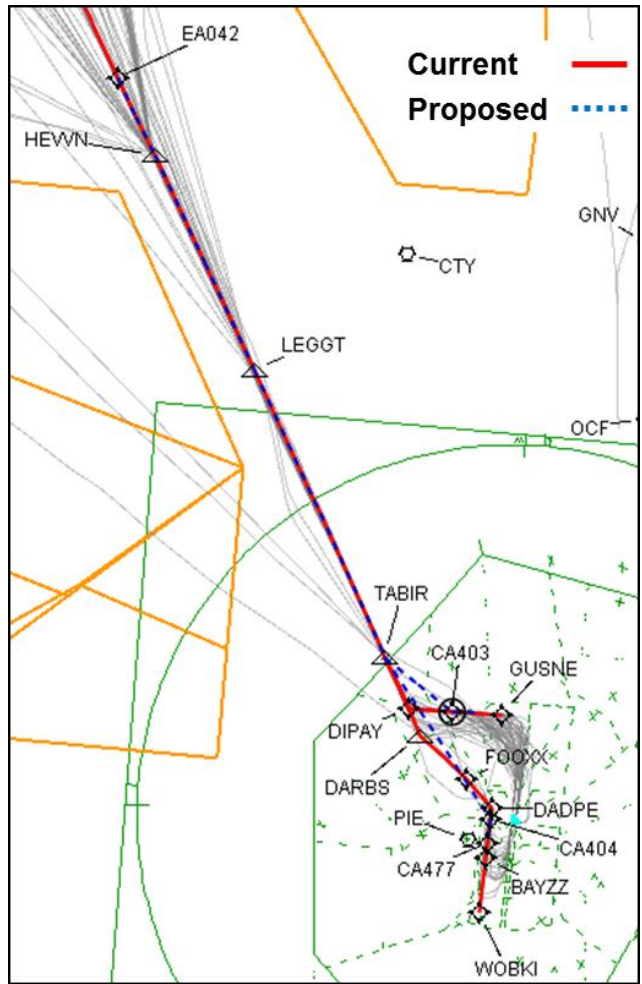 EA042
Current
Proposed
HEVVN
GNV
CTY
LEGGT
OCF
TABIR
CA403
GUSNE
DIPAY
FOOXX
DARBS
DADPE
PIE
CA404
CA477
BAYZZ
WOBKI